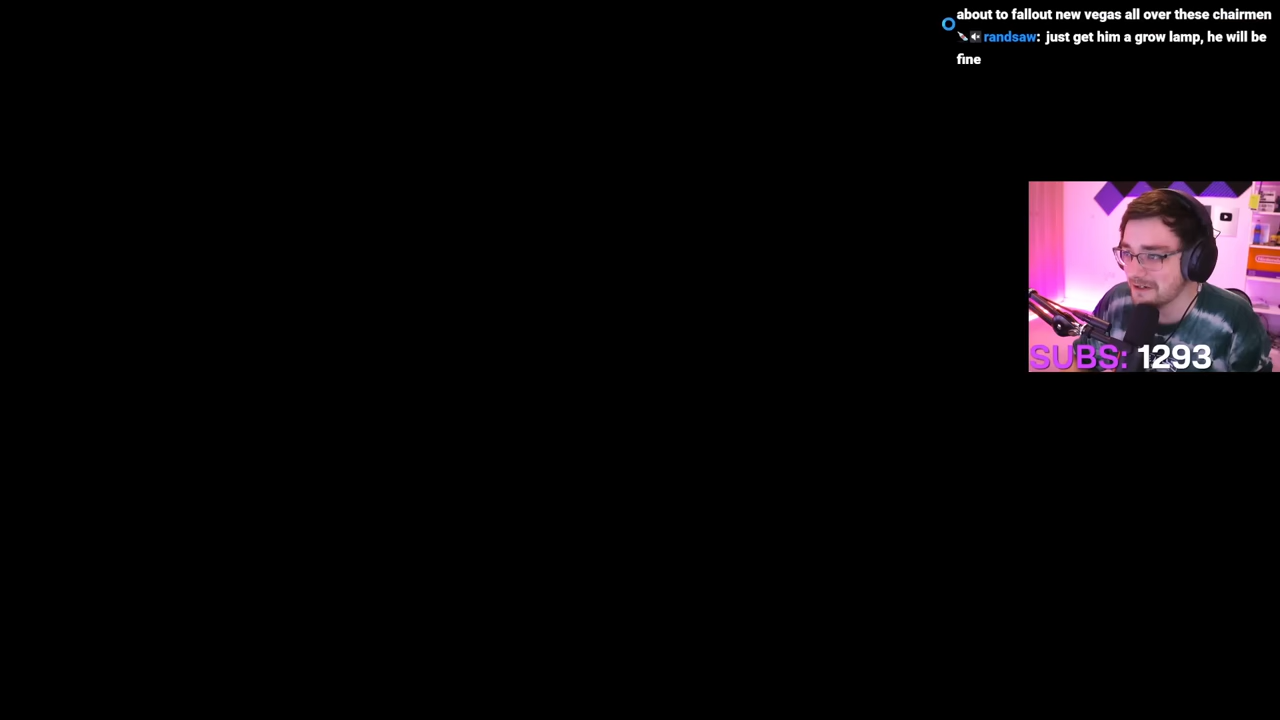 about to fallout new vegas all over these chairmen
randsaw: just get him a grow lamp, he will be
fine
SUBS: 1293